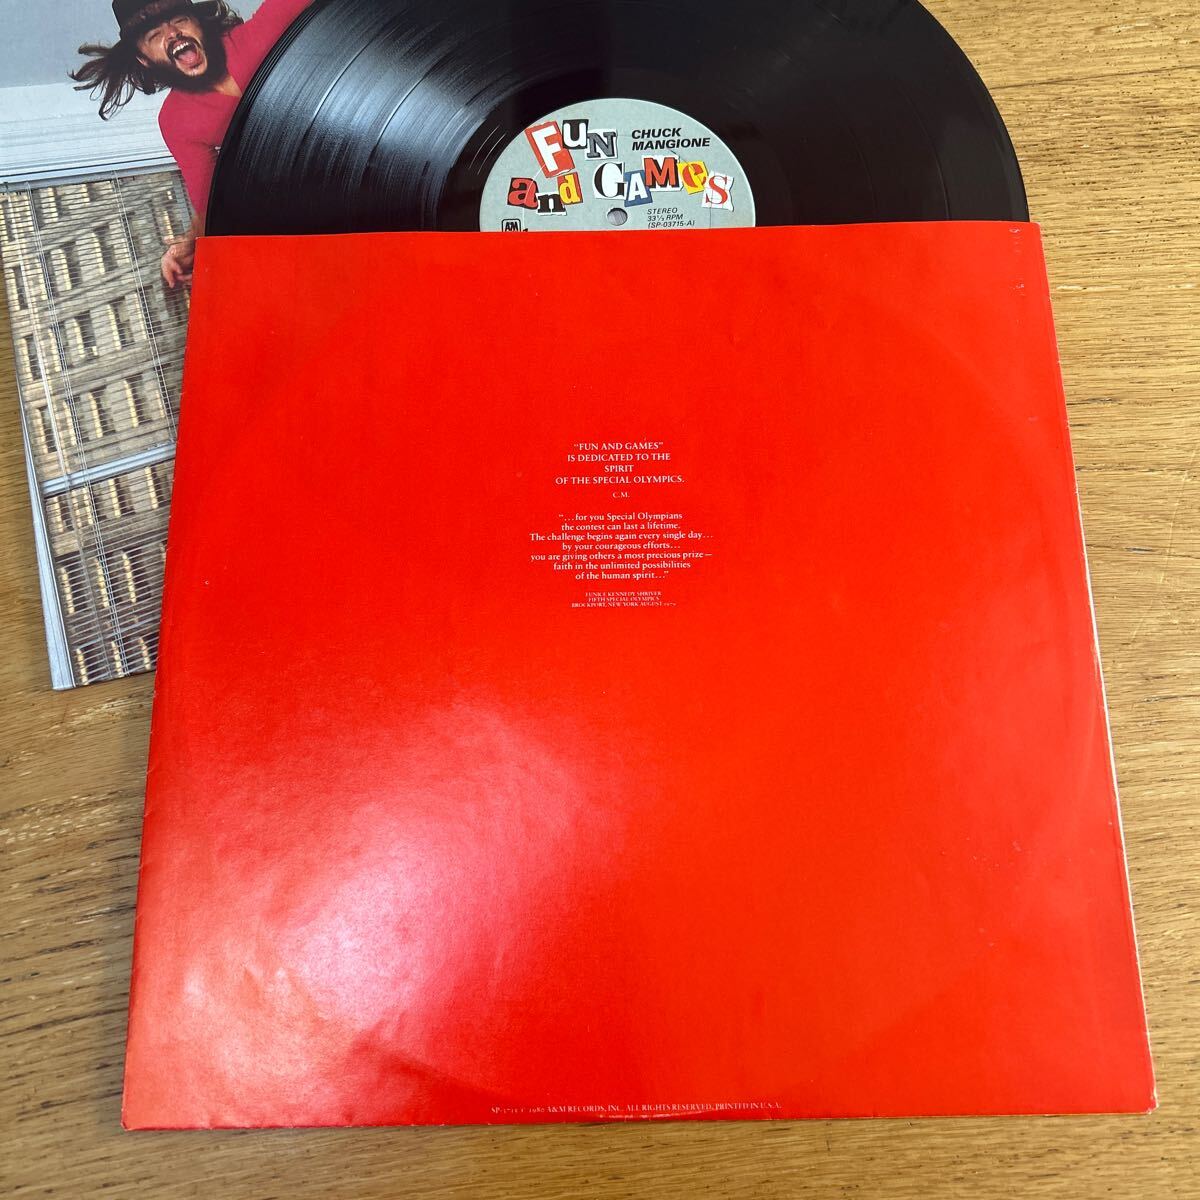 FUN CHUCK
MANGIONE
and GAMES
STEREO
33⅓ RPM
(SP-03715-A)
A&M
"FUN AND GAMES"
IS DEDICATED TO THE
SPIRIT
OF THE SPECIAL OLYMPICS.
C.M.
"...for you Special Olympians
the contest can last a lifetime.
The challenge begins again every single day...
by your courageous efforts...
you are giving others a most precious prize—
faith in the unlimited possibilities
of the human spirit..."
EUNICE KENNEDY SHRIVER
FIFTH SPECIAL OLYMPICS
BROCKPORT, NEW YORK AUGUST 1979
SP-3715 © 1980 A&M RECORDS, INC. ALL RIGHTS RESERVED. PRINTED IN U.S.A.